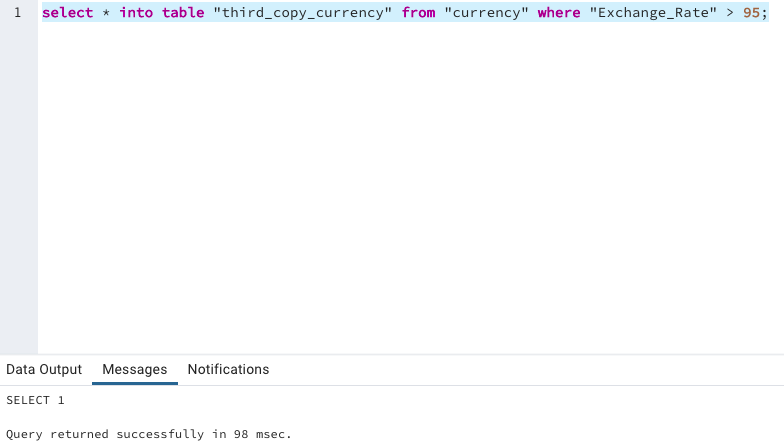 1 select * into table "third_copy_currency" from "currency" where "Exchange_Rate" > 95;
Data Output Messages Notifications
SELECT 1
Query returned successfully in 98 msec.